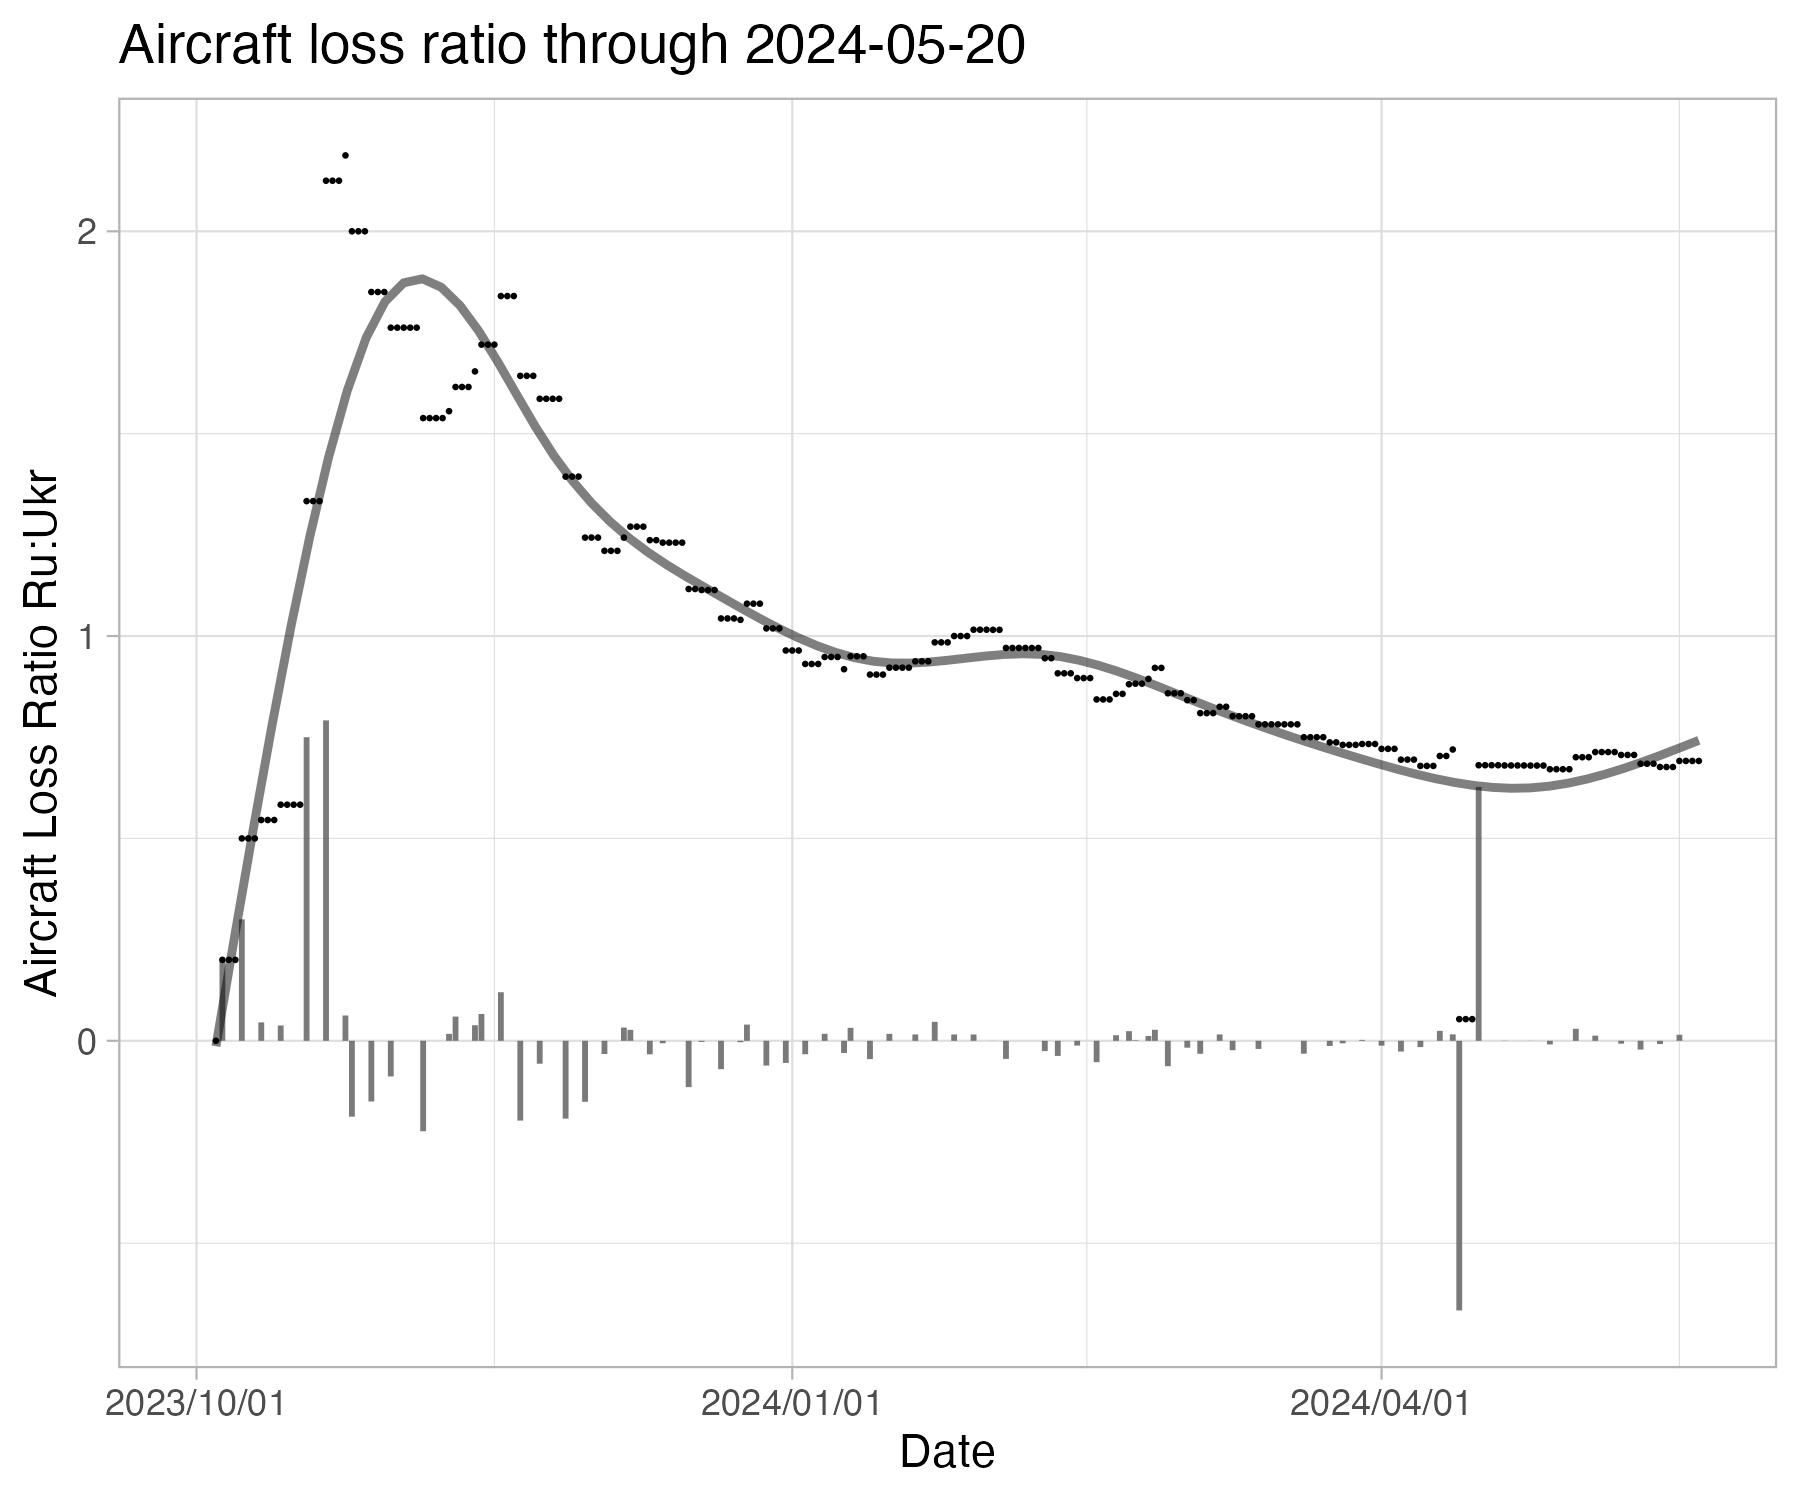 Aircraft loss ratio through 2024-05-20
Aircraft Loss Ratio Ru:Ukr
2
1
0
2023/10/01
2024/01/01
2024/04/01
Date